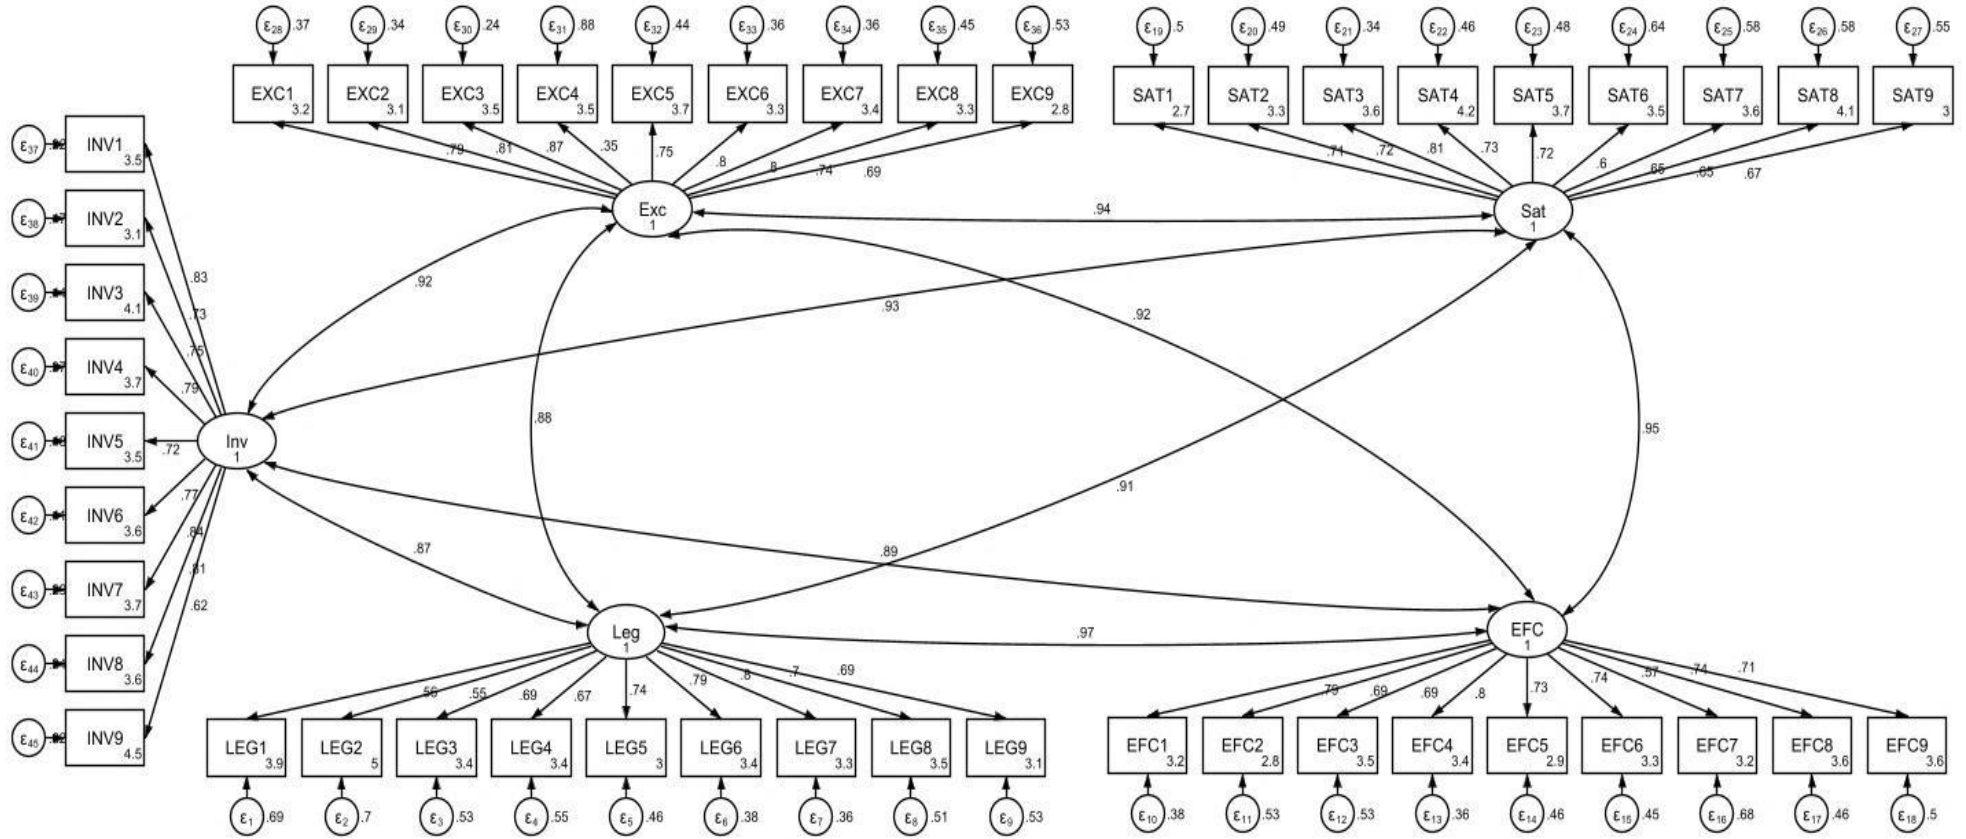 ε28 .37 ε29 .34 ε30 .24 ε31 .88 ε32 .44 ε33 .36 ε34 .36 ε35 .45 ε36 .53 ε19 .5 ε20 .49 ε21 .34 ε22 .46 ε23 .48 ε24 .64 ε25 .58 ε26 .58 ε27 .55
EXC1 EXC2 EXC3 EXC4 EXC5 EXC6 EXC7 EXC8 EXC9 SAT1 SAT2 SAT3 SAT4 SAT5 SAT6 SAT7 SAT8 SAT9
3.2 3.1 3.5 3.5 3.7 3.3 3.4 3.3 2.8 2.7 3.3 3.6 4.2 3.7 3.5 3.6 4.1 3
.79 .81 .87 .35 .75 .8 .8 .74 .69 .71 .72 .81 .73 .72 .6 .65 .65 .67
Exc
1
Sat
1
.94
.92
.93
.92
.88
.95
.91
.87
.89
.97
ε37 INV1
3.5
ε38 INV2
3.1
ε39 INV3
4.1
ε40 INV4
3.7
ε41 INV5
3.5
ε42 INV6
3.6
ε43 INV7
3.7
ε44 INV8
3.6
ε45 INV9
4.5
.83
.73
.75
.79
.72
.77
.84
.81
.62
Inv
1
Leg
1
EFC
1
.56 .55 .69 .67 .74 .79 .8 .7 .69 .79 .69 .69 .8 .73 .74 .57 .74 .71
LEG1 LEG2 LEG3 LEG4 LEG5 LEG6 LEG7 LEG8 LEG9 EFC1 EFC2 EFC3 EFC4 EFC5 EFC6 EFC7 EFC8 EFC9
3.9 5 3.4 3.4 3 3.4 3.3 3.5 3.1 3.2 2.8 3.5 3.4 2.9 3.3 3.2 3.6 3.6
ε1 .69 ε2 .7 ε3 .53 ε4 .55 ε5 .46 ε6 .38 ε7 .36 ε8 .51 ε9 .53 ε10 .38 ε11 .53 ε12 .53 ε13 .36 ε14 .46 ε15 .45 ε16 .68 ε17 .46 ε18 .5